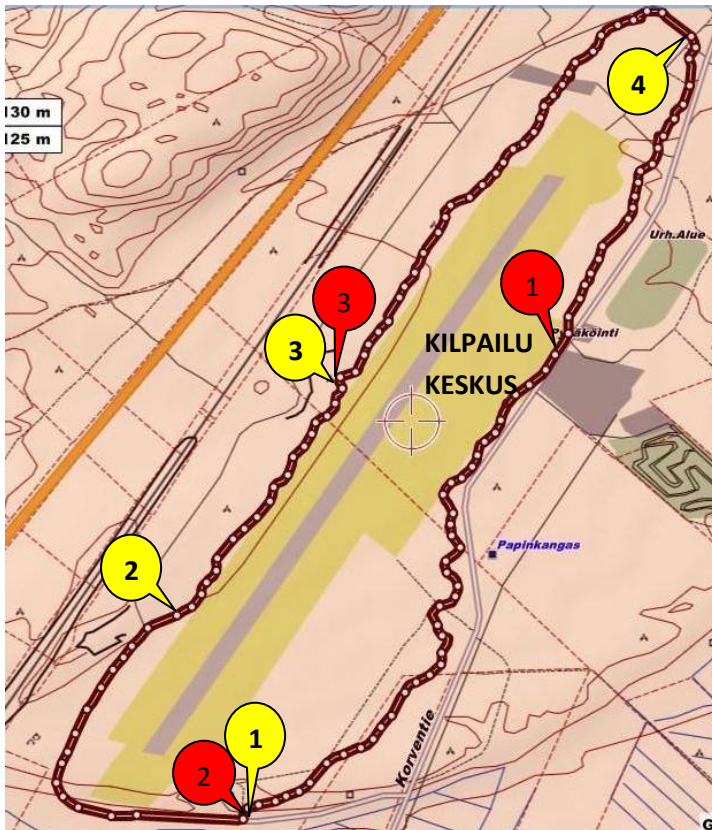 4
130 m
125 m
Urh.Alue
3
1
3
KILPAILU
KESKUS
Papinkangas
2
1
2
Korventie
G